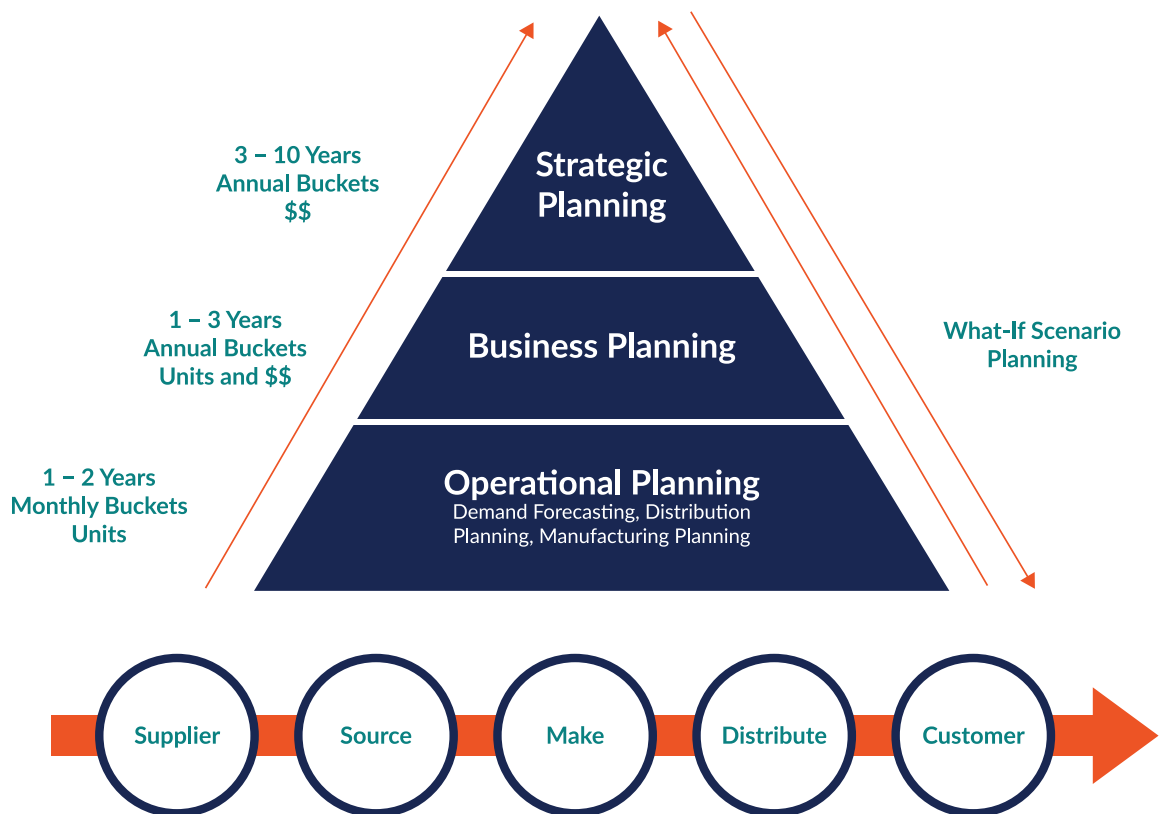 3 – 10 Years
Annual Buckets
$$
Strategic
Planning
1 – 3 Years
Annual Buckets
Units and $$
Business Planning
What-If Scenario
Planning
1 – 2 Years
Monthly Buckets
Units
Operational Planning
Demand Forecasting, Distribution
Planning, Manufacturing Planning
Supplier
Source
Make
Distribute
Customer